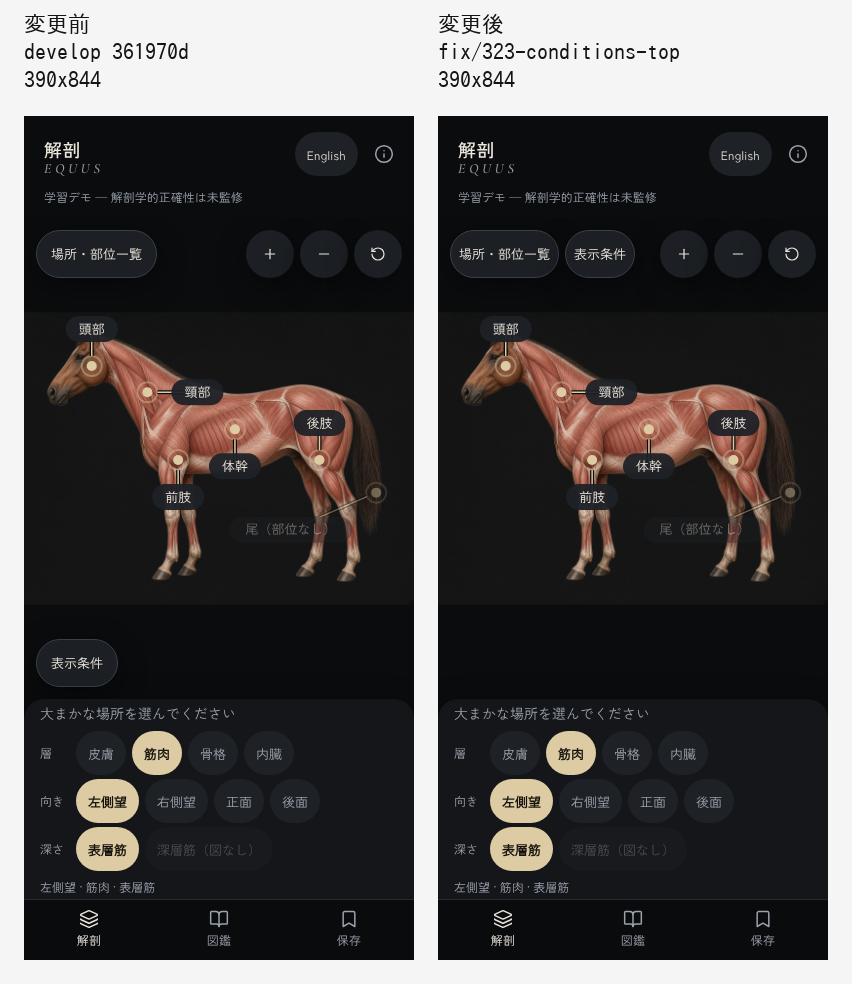 変更前
develop 361970d
390x844
解剖
EQUUS
English
学習デモ — 解剖学的正確性は未監修
場所・部位一覧
頭部
頸部
後肢
体幹
前肢
尾（部位なし）
表示条件
大まかな場所を選んでください
層 皮膚 筋肉 骨格 内臓
向き 左側望 右側望 正面 後面
深さ 表層筋 深層筋（図なし）
左側望 · 筋肉 · 表層筋
解剖 図鑑 保存
変更後
fix/323-conditions-top
390x844
解剖
EQUUS
English
学習デモ — 解剖学的正確性は未監修
場所・部位一覧 表示条件
頭部
頸部
後肢
体幹
前肢
尾（部位なし）
大まかな場所を選んでください
層 皮膚 筋肉 骨格 内臓
向き 左側望 右側望 正面 後面
深さ 表層筋 深層筋（図なし）
左側望 · 筋肉 · 表層筋
解剖 図鑑 保存